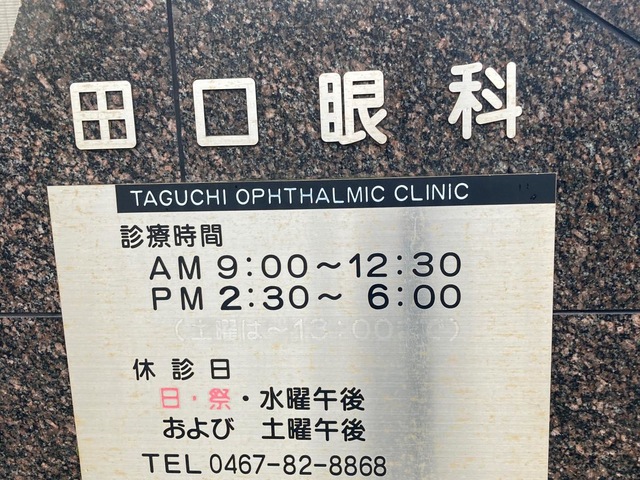 田口眼科
TAGUCHI OPHTHALMIC CLINIC
診療時間
AM 9:00～12:30
PM 2:30～ 6:00
(土曜は～13:00
休診日
日・祭・水曜午後
および 土曜午後
TEL 0467-82-8868